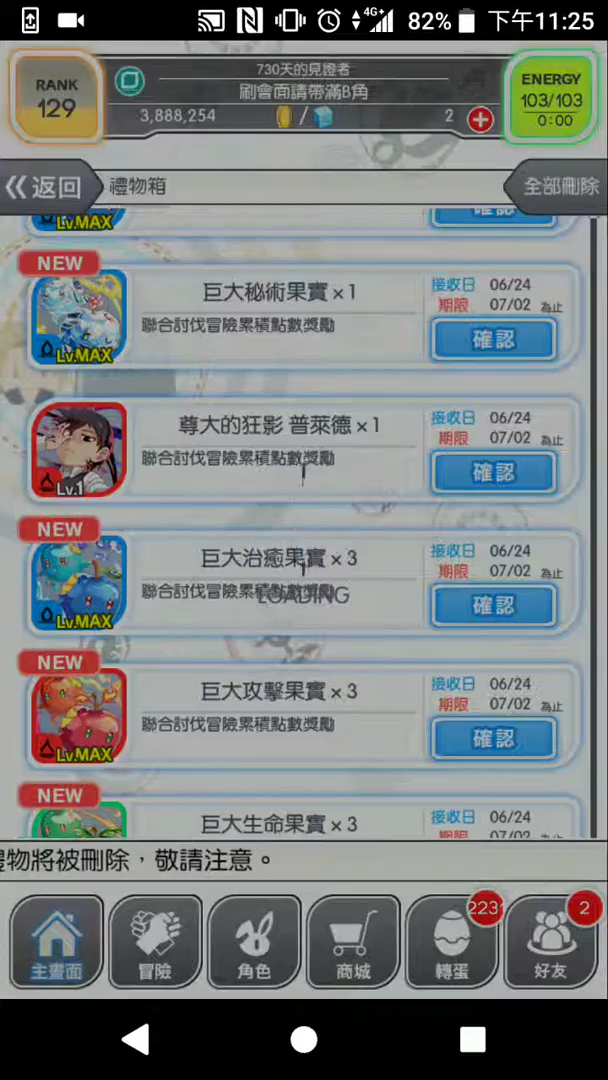 4G+
82%
下午11:25
RANK
129
730天的見證者
刷會面請帶滿B角
3,888,254
/
2
ENERGY
103/103
0:00
返回
禮物箱
全部刪除
Lv.MAX
確認
NEW
巨大秘術果實×1
聯合討伐冒險累積點數獎勵
Lv.MAX
接收日 06/24
期限 07/02 為止
確認
尊大的狂影 普萊德×1
聯合討伐冒險累積點數獎勵
Lv.1
接收日 06/24
期限 07/02 為止
確認
NEW
巨大治癒果實×3
聯合討伐冒險累積點數獎勵
LOADING
Lv.MAX
接收日 06/24
期限 07/02 為止
確認
NEW
巨大攻擊果實×3
聯合討伐冒險累積點數獎勵
Lv.MAX
接收日 06/24
期限 07/02 為止
確認
NEW
巨大生命果實×3
接收日 06/24
期限 07/02 為止
禮物將被刪除，敬請注意。
主畫面
冒險
角色
商城
223
轉蛋
2
好友